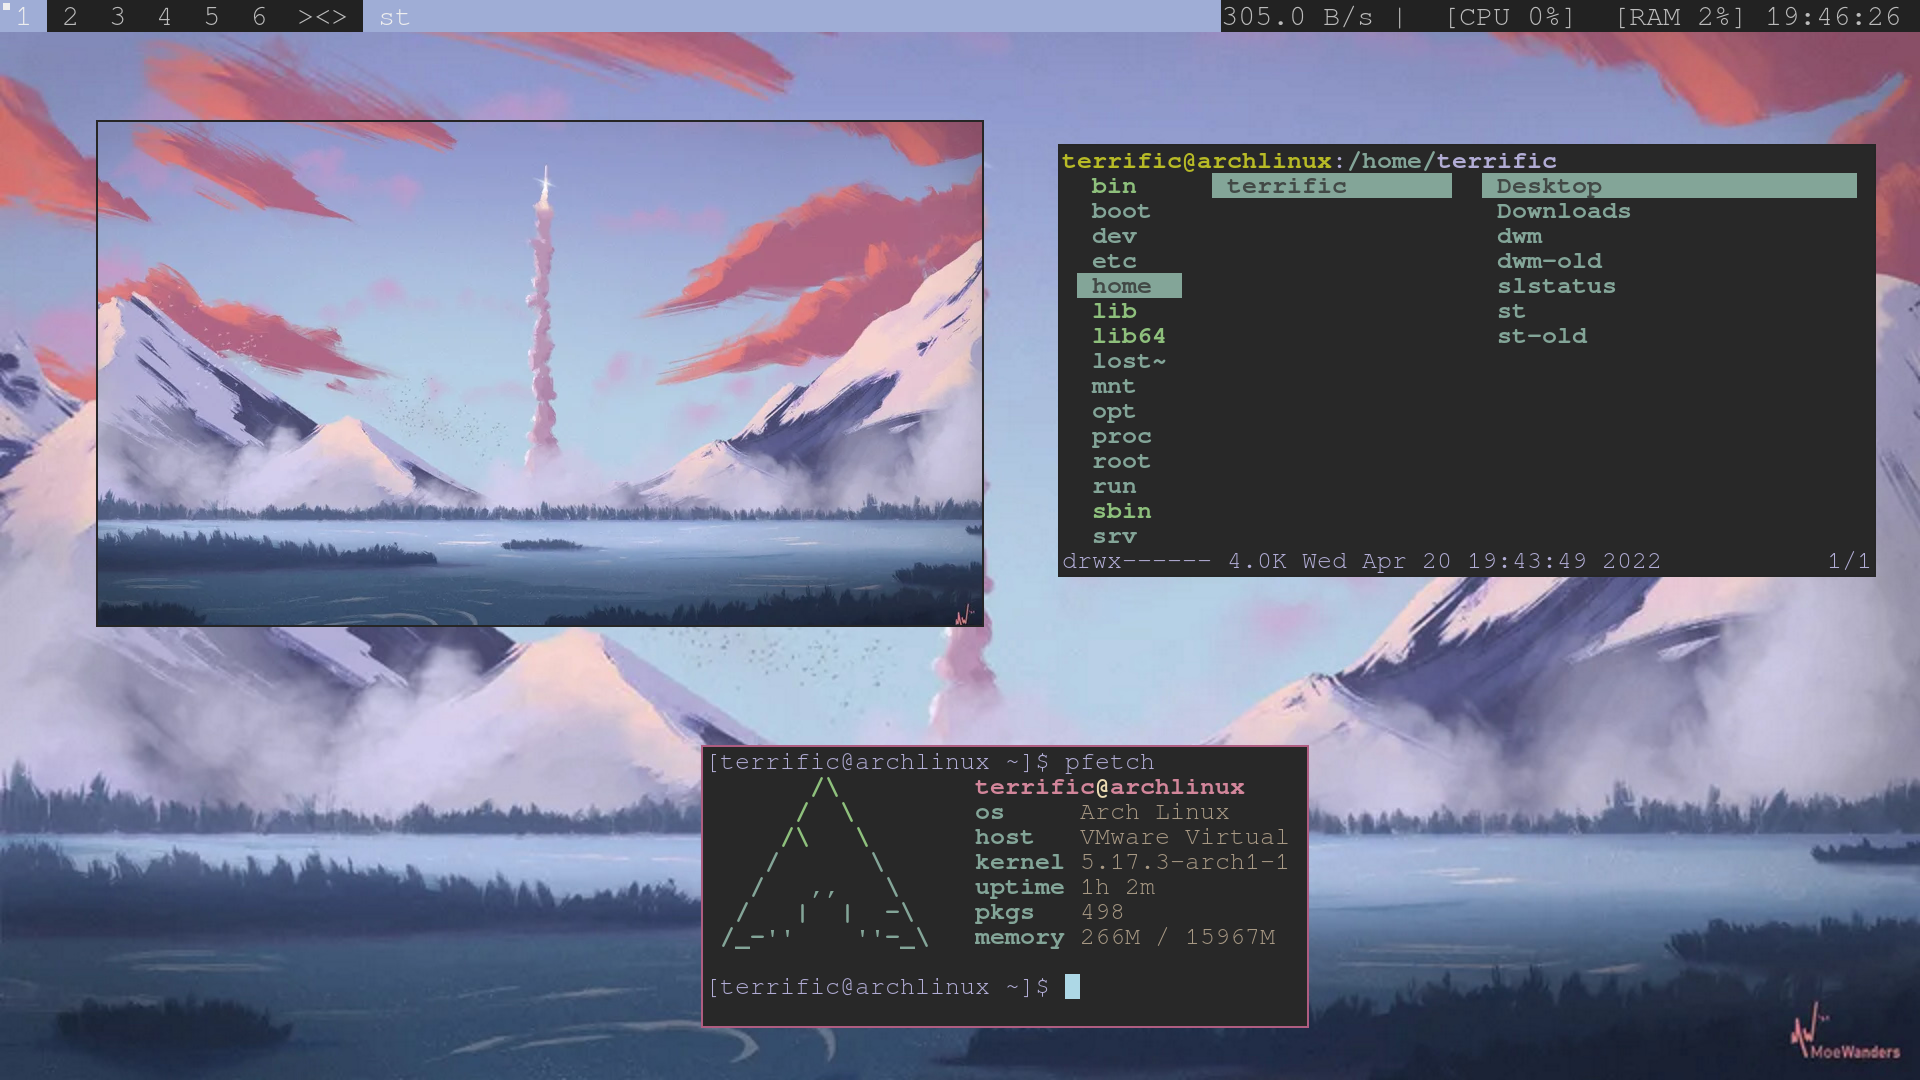 1 2 3 4 5 6 ><> st 305.0 B/s | [CPU 0%] [RAM 2%] 19:46:26
terrific@archlinux:/home/terrific
bin terrific Desktop
boot Downloads
dev dwm
etc dwm-old
home slstatus
lib st
lib64 st-old
lost~
mnt
opt
proc
root
run
sbin
srv
drwx------ 4.0K Wed Apr 20 19:43:49 2022 1/1
[terrific@archlinux ~]$ pfetch
terrific@archlinux
os Arch Linux
host VMware Virtual
kernel 5.17.3-arch1-1
uptime 1h 2m
pkgs 498
memory 266M / 15967M
[terrific@archlinux ~]$
MoeWanders